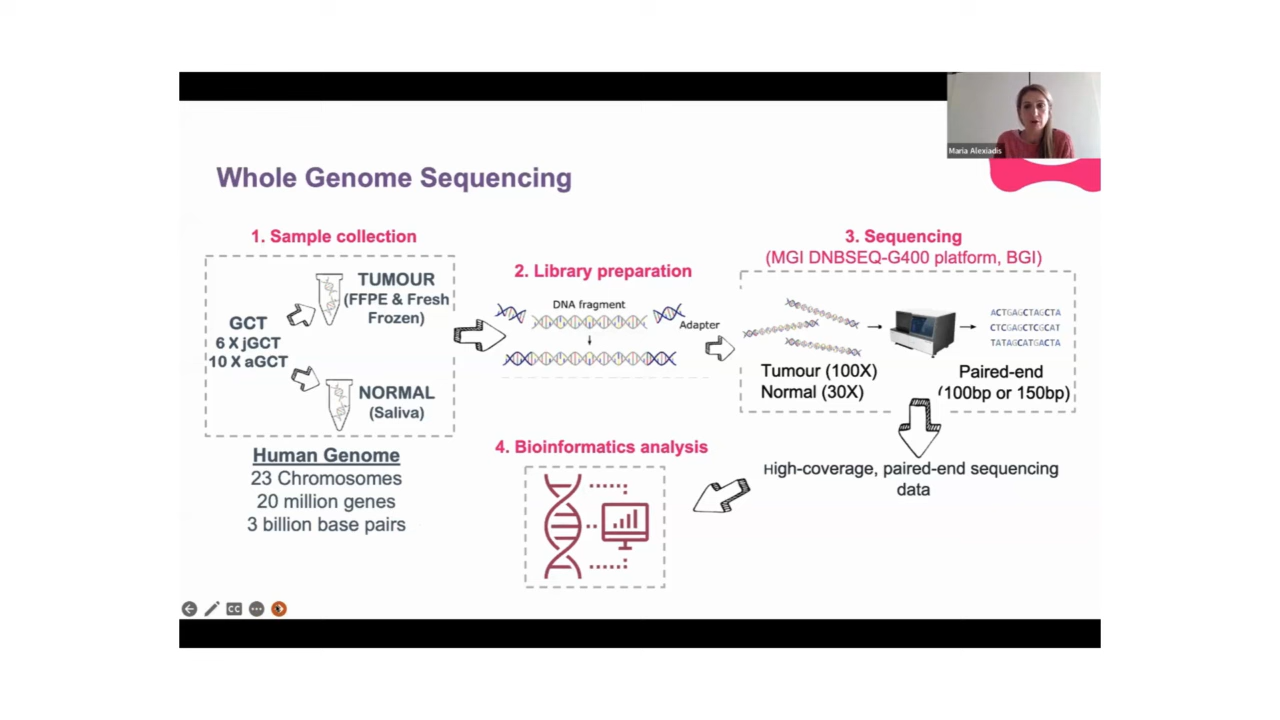 Maria Alexiadis
Whole Genome Sequencing
1. Sample collection
GCT
6 X jGCT
10 X aGCT
TUMOUR
(FFPE & Fresh
Frozen)
NORMAL
(Saliva)
Human Genome
23 Chromosomes
20 million genes
3 billion base pairs
2. Library preparation
DNA fragment
Adapter
3. Sequencing
(MGI DNBSEQ-G400 platform, BGI)
ACTGAGCTAGCTA
CTCGAGCTCGCAT
TATAGCATGACTA
Tumour (100X)
Normal (30X)
Paired-end
(100bp or 150bp)
High-coverage, paired-end sequencing
data
4. Bioinformatics analysis
CC